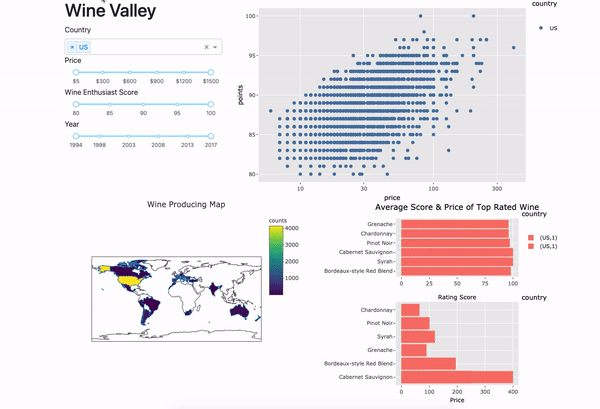 Wine Valley
Country
× US
Price
$5 $300 $600 $900 $1200 $1500
Wine Enthusiast Score
80 85 90 95 100
Year
1994 1998 2003 2008 2013 2017
country
US
points
100
95
90
85
80
10 30 100 300
price
Wine Producing Map
counts
4000
3000
2000
1000
Average Score & Price of Top Rated Wine
country
(US,1)
(US,1)
Grenache
Chardonnay
Pinot Noir
Cabernet Sauvignon
Syrah
Bordeaux-style Red Blend
0 25 50 75 100
Rating Score
country
Chardonnay
Pinot Noir
Syrah
Grenache
Bordeaux-style Red Blend
Cabernet Sauvignon
0 100 200 300 400
Price